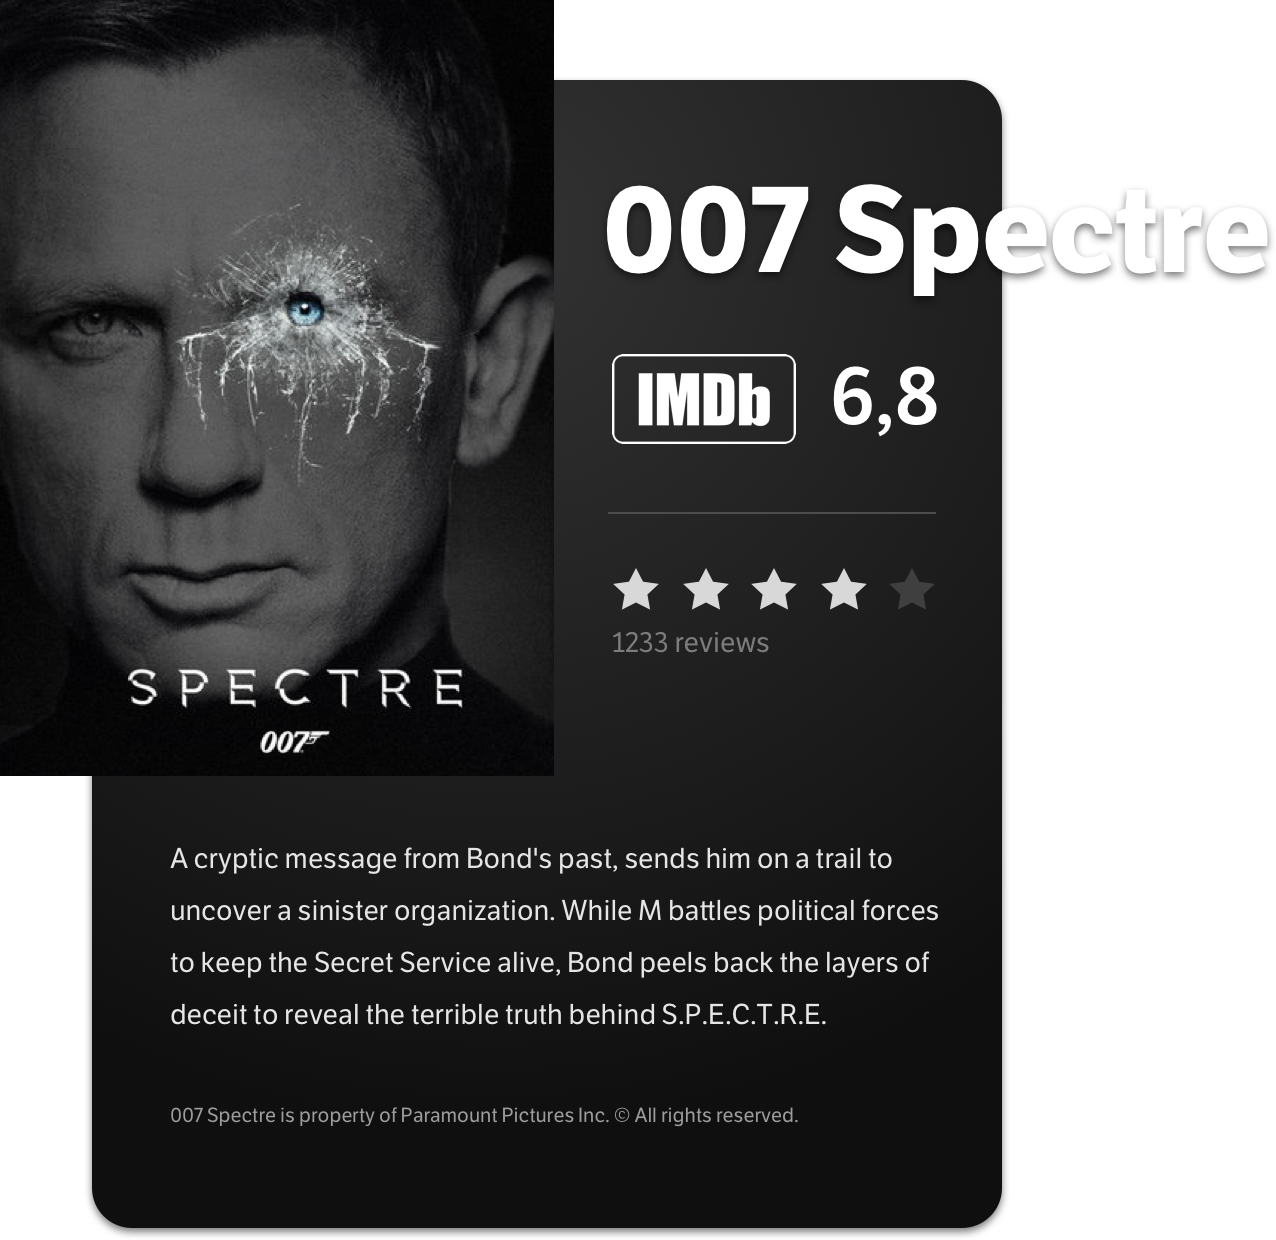 007 Spectre
IMDb 6,8
1233 reviews
SPECTRE
007
A cryptic message from Bond's past, sends him on a trail to
uncover a sinister organization. While M battles political forces
to keep the Secret Service alive, Bond peels back the layers of
deceit to reveal the terrible truth behind S.P.E.C.T.R.E.
007 Spectre is property of Paramount Pictures Inc. © All rights reserved.